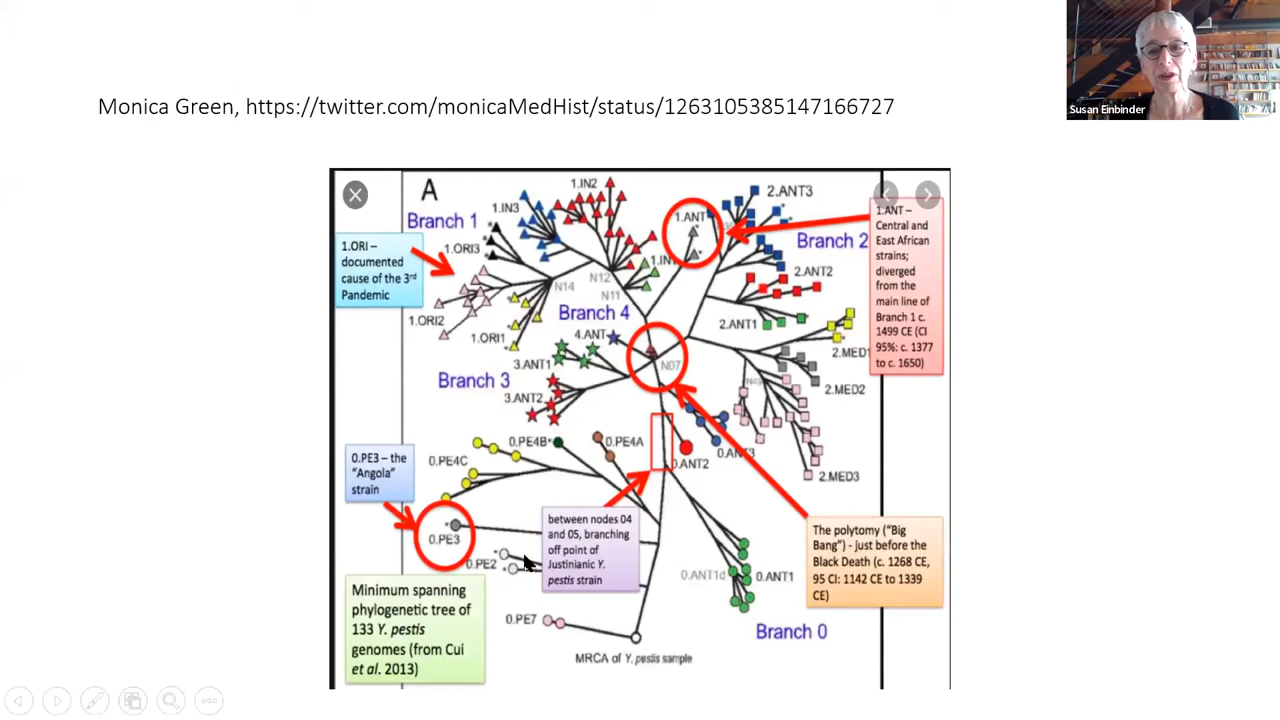 Monica Green, https://twitter.com/monicaMedHist/status/1263105385147166727
Susan Einbinder
A
Branch 1
1.IN2
1.IN3
1.ORI3
1.ORI2
1.ORI1
N14
N12
N11
1.ANT
2.ANT3
Branch 2
2.ANT2
2.ANT1
2.MED2
2.MED3
Branch 4
4.ANT
N07
3.ANT1
Branch 3
3.ANT2
0.PE4B
0.PE4A
0.PE4C
0.ANT3
0.ANT2
0.PE3
0.PE2
0.ANT1d
0.ANT1
0.PE7
Branch 0
MRCA of Y. pestis sample
1.ORI –
documented
cause of the 3rd
Pandemic
1.ANT –
Central and
East African
strains;
diverged
from the
main line of
Branch 1 c.
1499 CE (CI
95%: c. 1377
to c. 1650)
0.PE3 – the
"Angola"
strain
between nodes 04
and 05, branching
off point of
Justinianic Y.
pestis strain
The polytomy ("Big
Bang") - just before the
Black Death (c. 1268 CE,
95 CI: 1142 CE to 1339
CE)
Minimum spanning
phylogenetic tree of
133 Y. pestis
genomes (from Cui
et al. 2013)